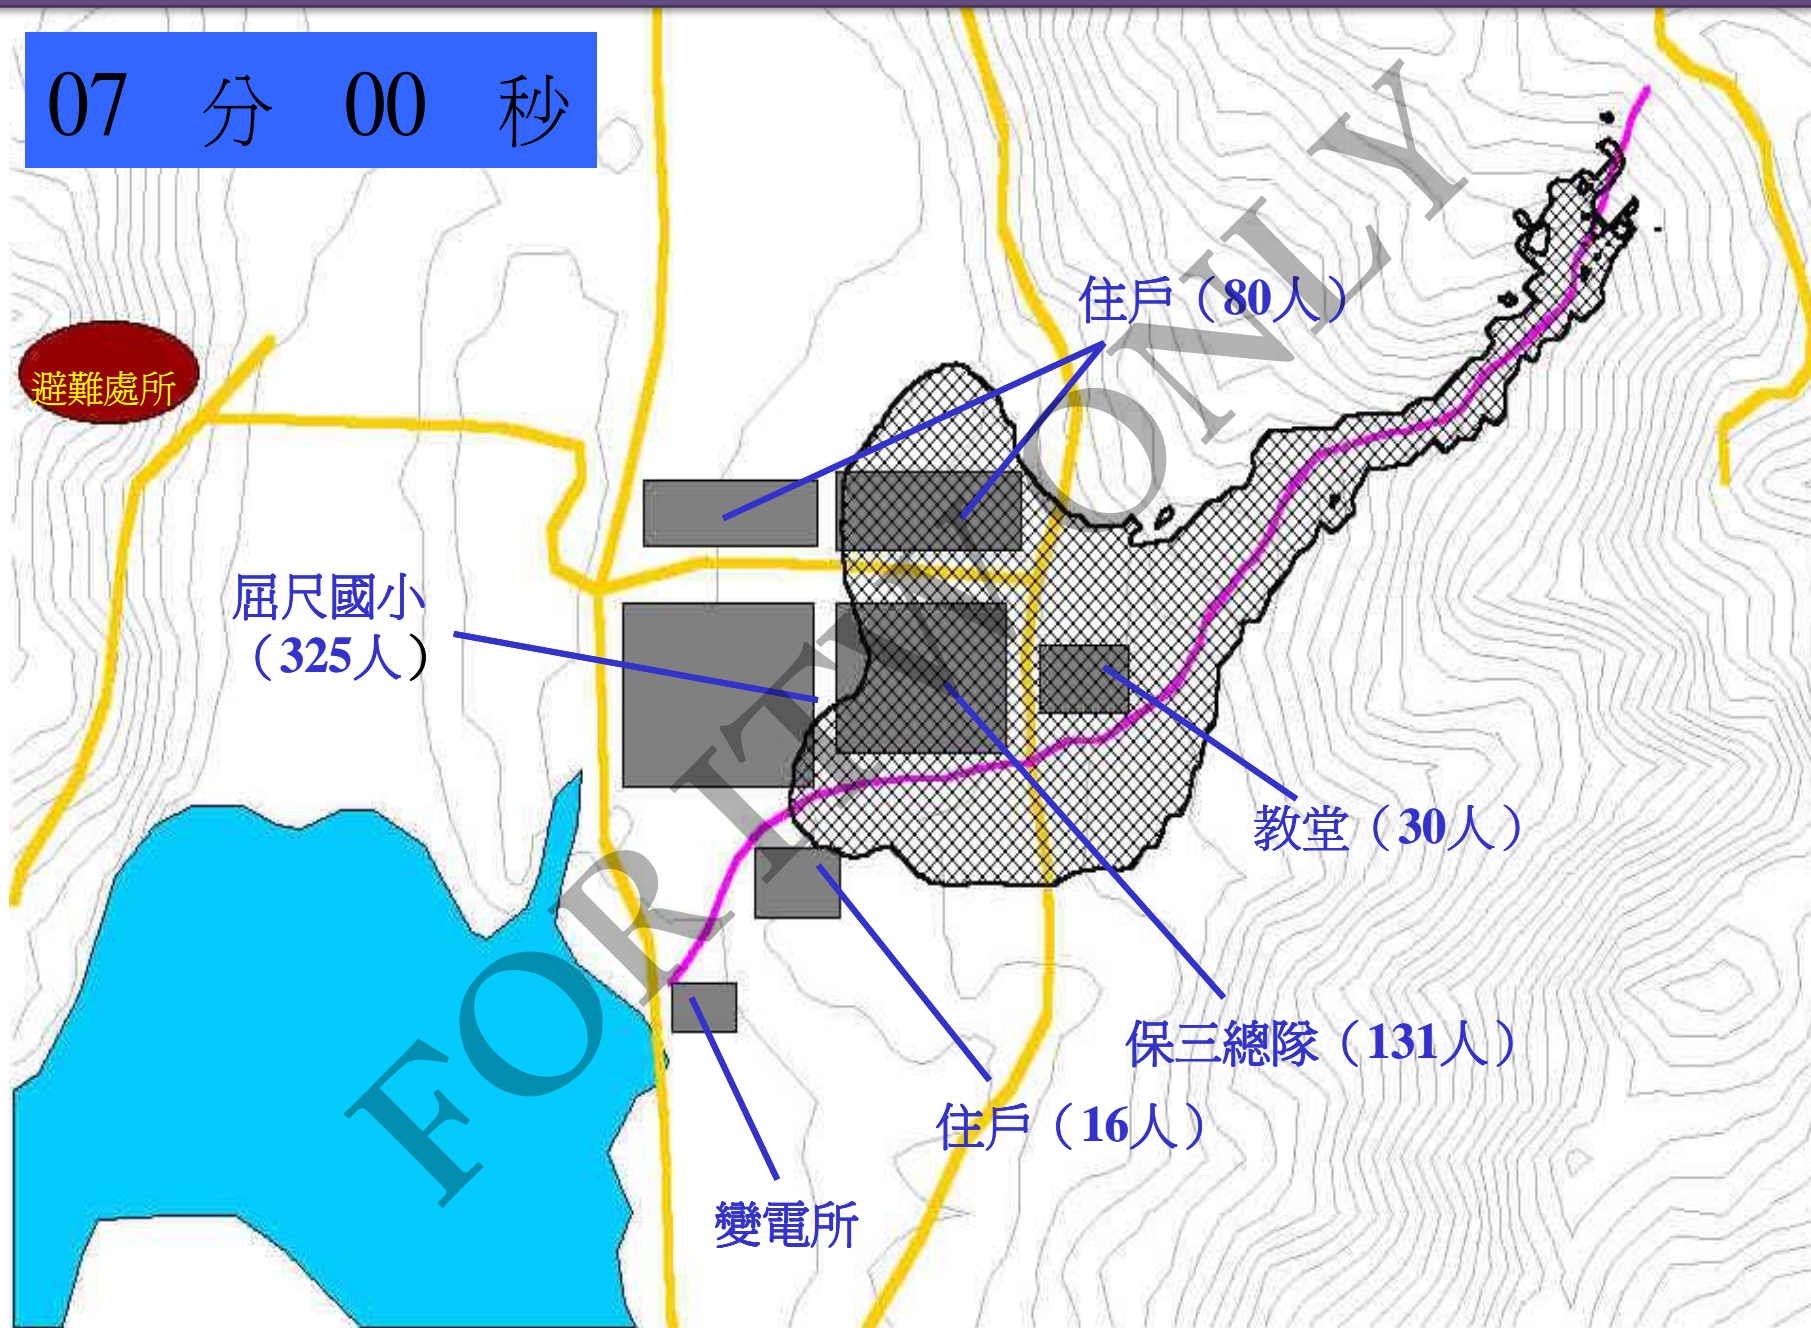 07 分 00 秒
住戶（80人）
避難處所
屈尺國小
（325人）
教堂（30人）
保三總隊（131人）
住戶（16人）
變電所
FOR ITRI ONLY